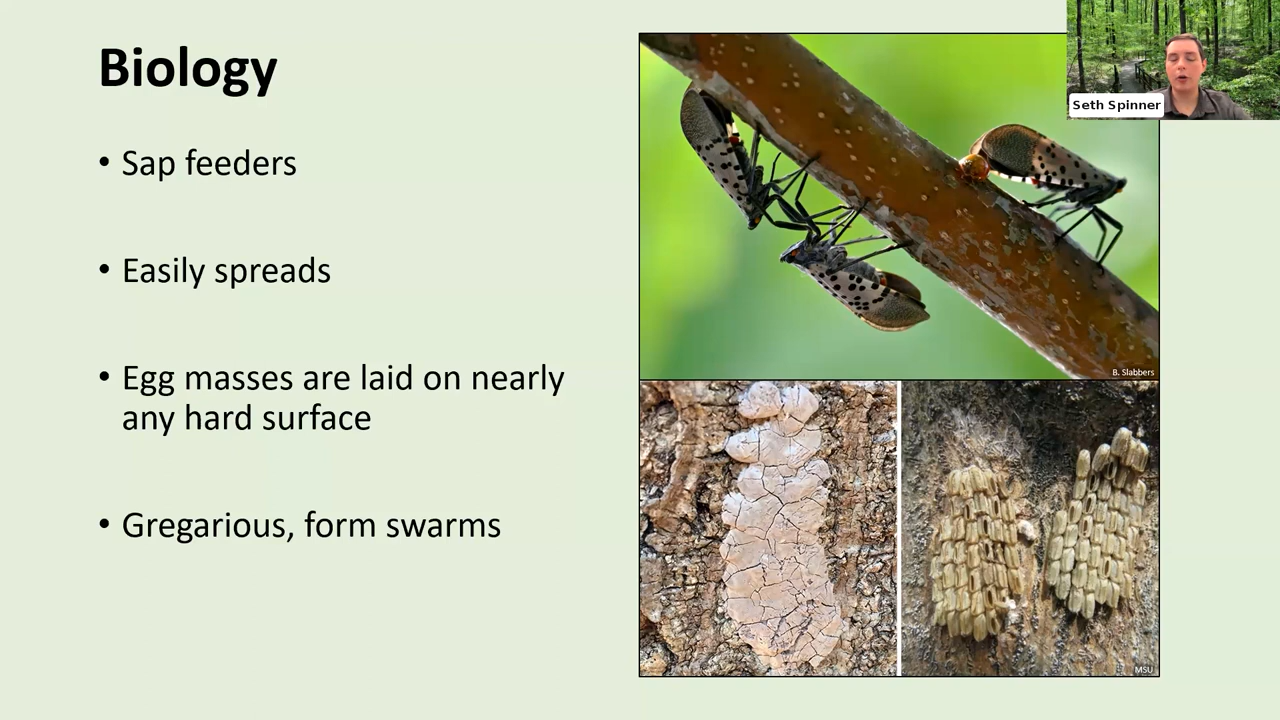 Biology
• Sap feeders
• Easily spreads
• Egg masses are laid on nearly
any hard surface
• Gregarious, form swarms
Seth Spinner
B. Slabbers
MSU